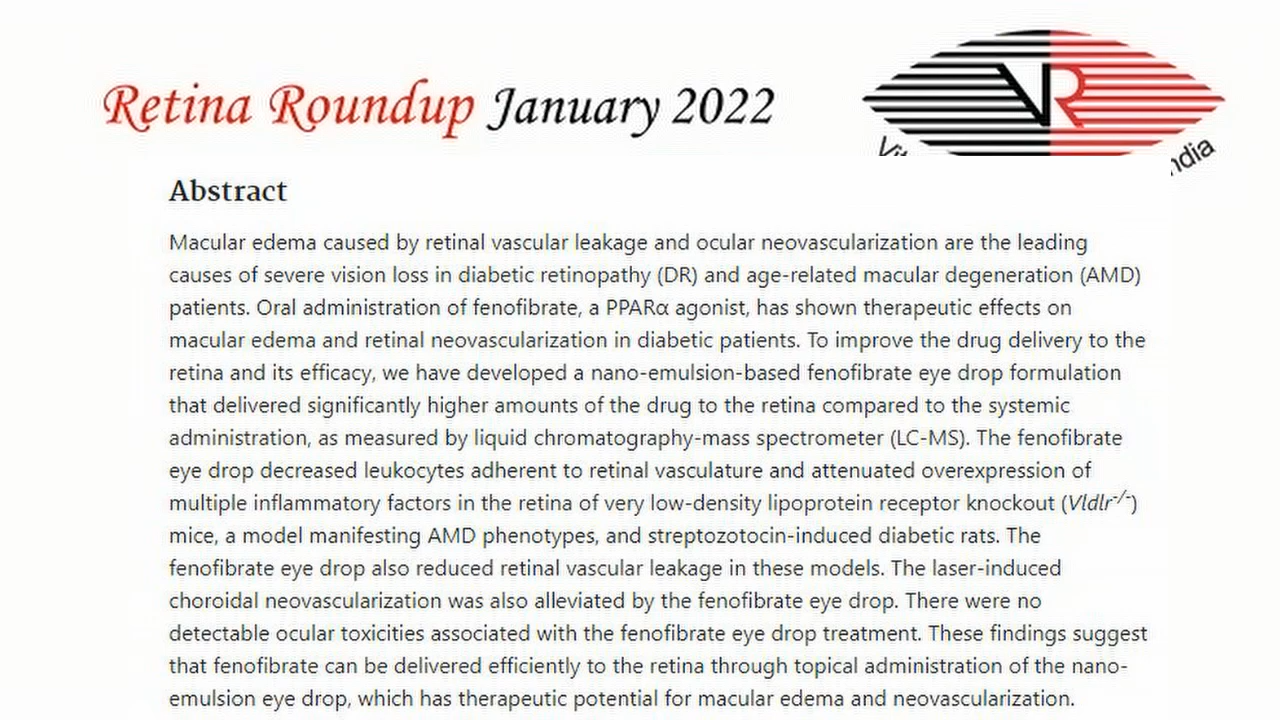 Retina Roundup January 2022
VR
ndia
Abstract
Macular edema caused by retinal vascular leakage and ocular neovascularization are the leading
causes of severe vision loss in diabetic retinopathy (DR) and age-related macular degeneration (AMD)
patients. Oral administration of fenofibrate, a PPARα agonist, has shown therapeutic effects on
macular edema and retinal neovascularization in diabetic patients. To improve the drug delivery to the
retina and its efficacy, we have developed a nano-emulsion-based fenofibrate eye drop formulation
that delivered significantly higher amounts of the drug to the retina compared to the systemic
administration, as measured by liquid chromatography-mass spectrometer (LC-MS). The fenofibrate
eye drop decreased leukocytes adherent to retinal vasculature and attenuated overexpression of
multiple inflammatory factors in the retina of very low-density lipoprotein receptor knockout (Vldlr-/-)
mice, a model manifesting AMD phenotypes, and streptozotocin-induced diabetic rats. The
fenofibrate eye drop also reduced retinal vascular leakage in these models. The laser-induced
choroidal neovascularization was also alleviated by the fenofibrate eye drop. There were no
detectable ocular toxicities associated with the fenofibrate eye drop treatment. These findings suggest
that fenofibrate can be delivered efficiently to the retina through topical administration of the nano-
emulsion eye drop, which has therapeutic potential for macular edema and neovascularization.